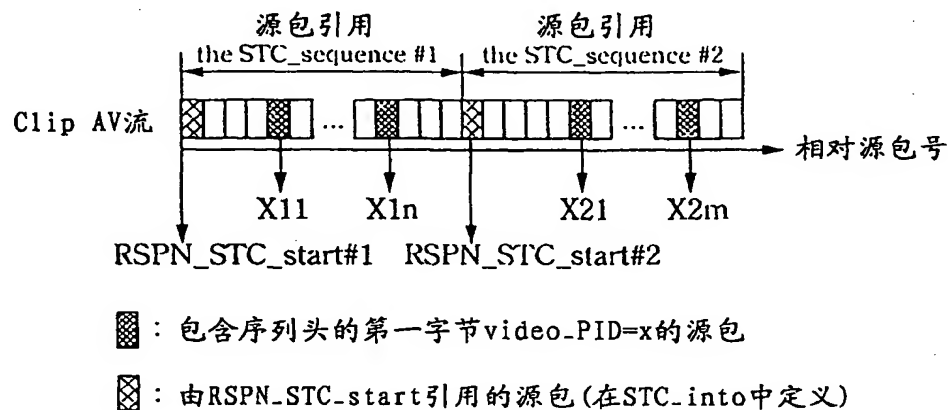 源包引用 源包引用
the STC_sequence #1 the STC_sequence #2
Clip AV流 ... ...
相对源包号
X11 X1n X21 X2m
RSPN_STC_start#1 RSPN_STC_start#2
：包含序列头的第一字节video_PID=x的源包
：由RSPN_STC_start引用的源包(在STC_into中定义)